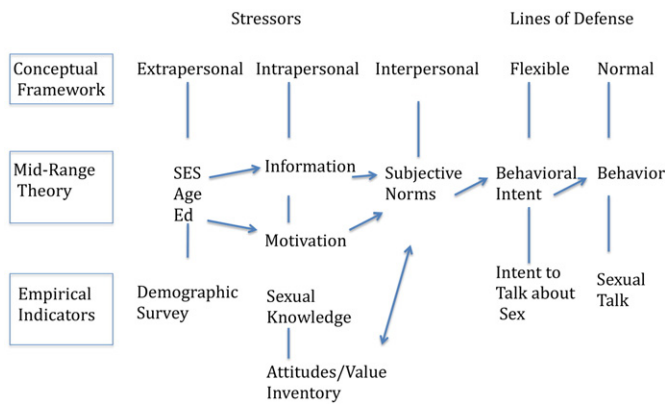 Stressors
Lines of Defense
Conceptual
Framework
Extrapersonal
Intrapersonal
Interpersonal
Flexible
Normal
Mid-Range
Theory
SES
Age
Ed
Information
Motivation
Subjective
Norms
Behavioral
Intent
Behavior
Empirical
Indicators
Demographic
Survey
Sexual
Knowledge
Attitudes/Value
Inventory
Intent to
Talk about
Sex
Sexual
Talk